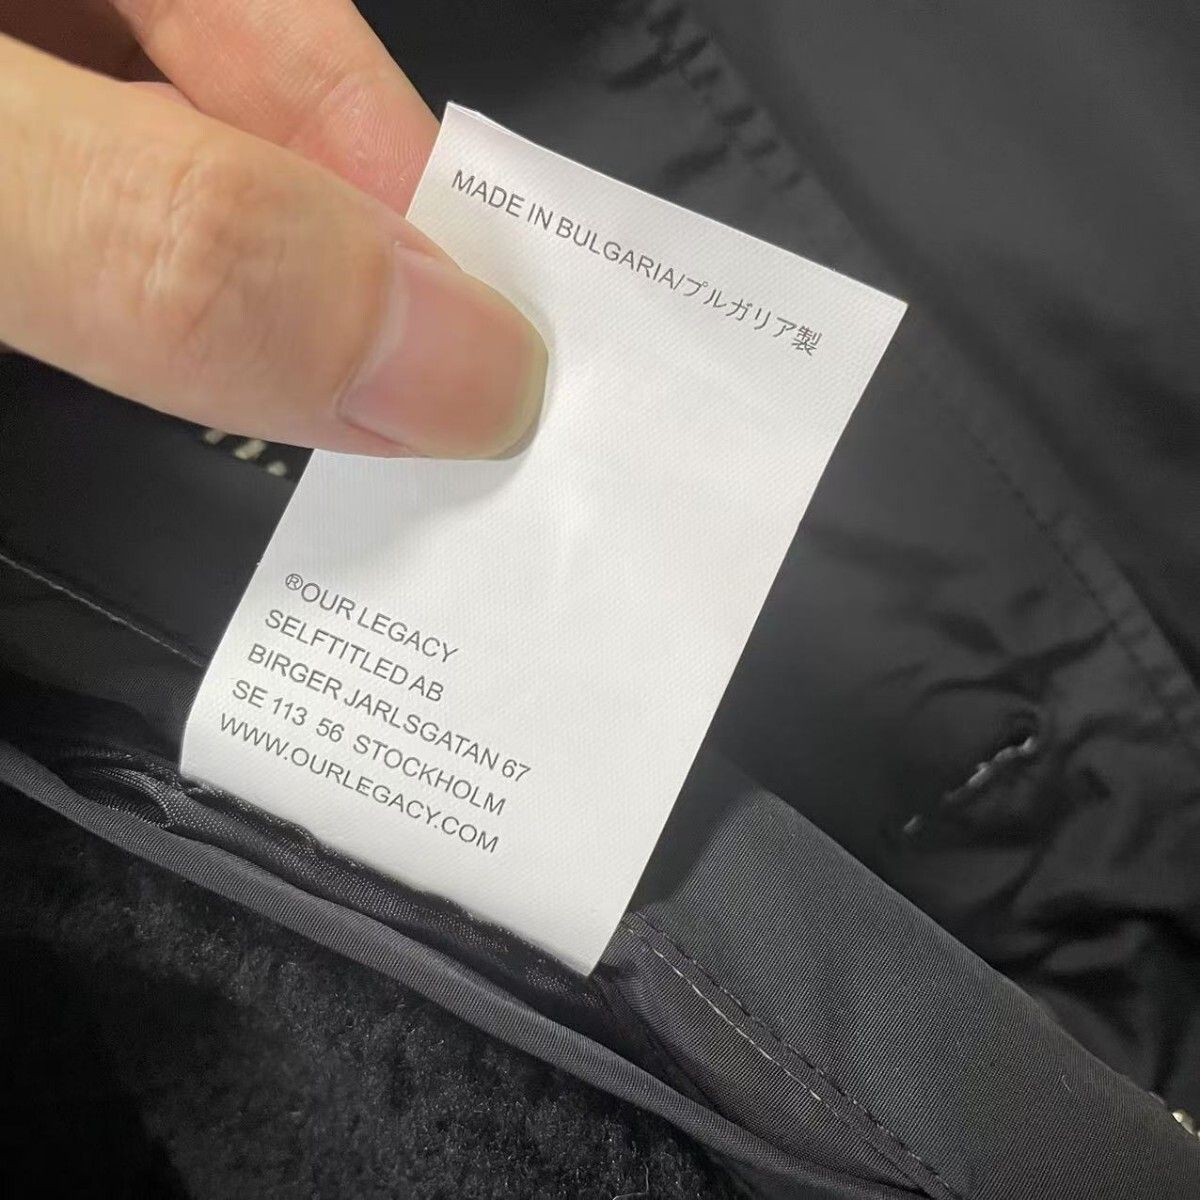 MADE IN BULGARIA/プルガリア製
®OUR LEGACY
SELFTITLED AB
BIRGER JARLSGATAN 67
SE 113 56 STOCKHOLM
WWW.OURLEGACY.COM